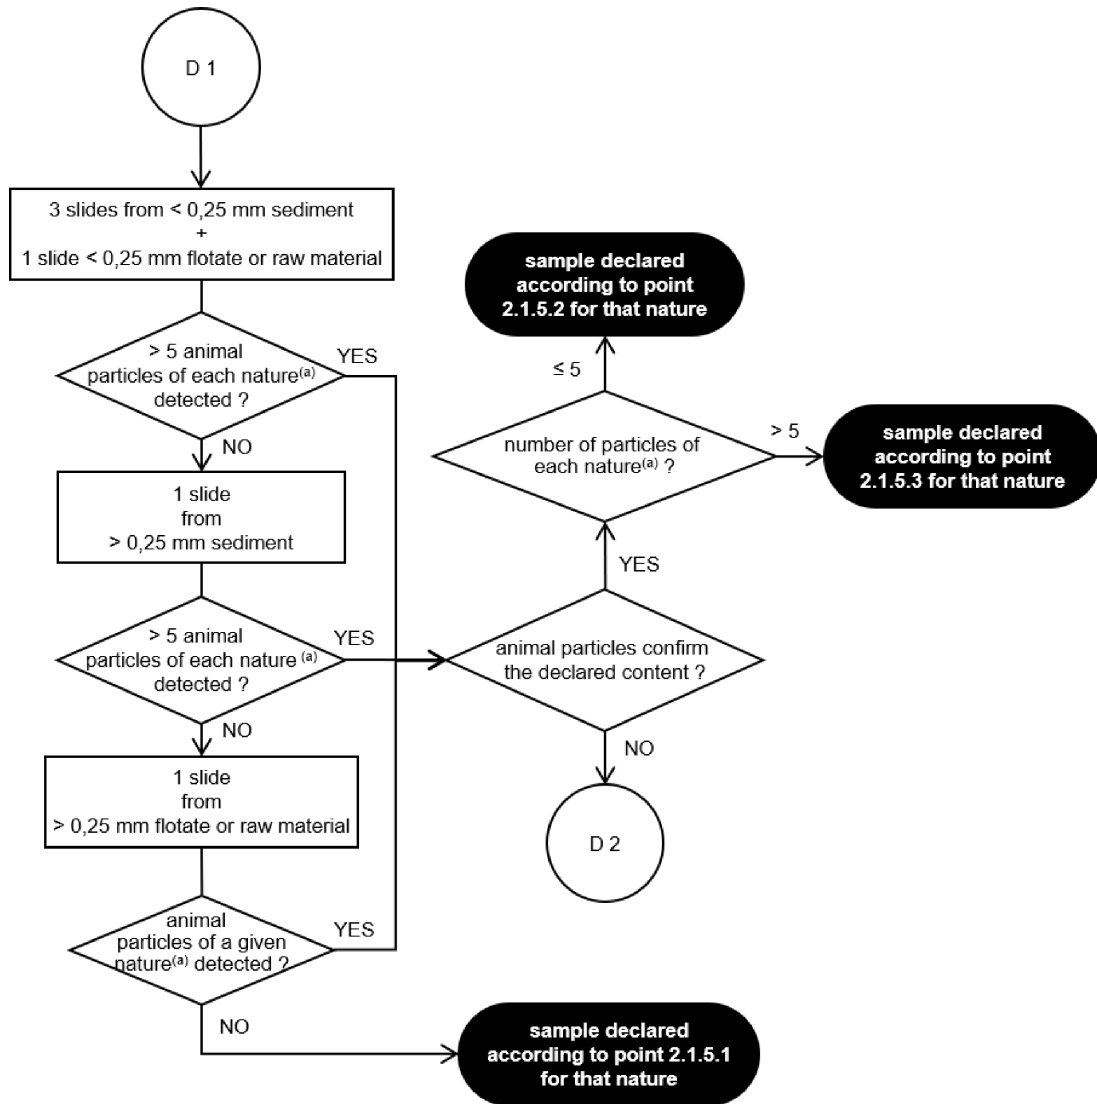 D 1
3 slides from < 0,25 mm sediment
+
1 slide < 0,25 mm flotate or raw material
> 5 animal
particles of each nature(a)
detected ?
YES
NO
1 slide
from
> 0,25 mm sediment
> 5 animal
particles of each nature (a)
detected ?
YES
NO
1 slide
from
> 0,25 mm flotate or raw material
animal
particles of a given
nature(a) detected ?
YES
NO
sample declared
according to point 2.1.5.1
for that nature
animal particles confirm
the declared content ?
YES
NO
D 2
number of particles of
each nature(a) ?
≤ 5
> 5
sample declared
according to point
2.1.5.2 for that nature
sample declared
according to point
2.1.5.3 for that nature